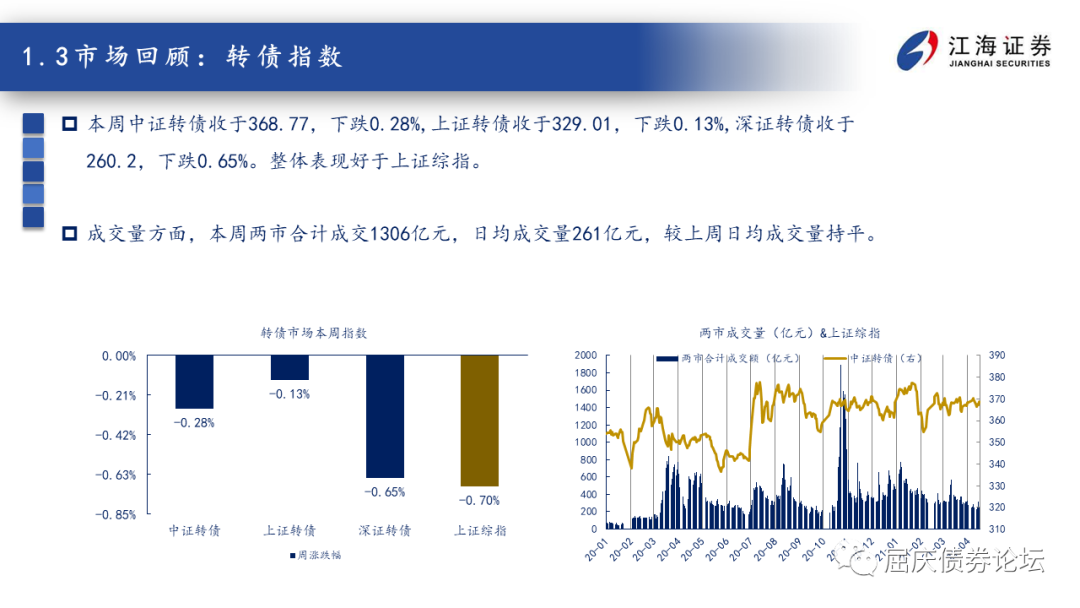 1.3市场回顾：转债指数
江海证券
JIANGHAI SECURITIES
本周中证转债收于368.77，下跌0.28%,上证转债收于329.01，下跌0.13%,深证转债收于
260.2，下跌0.65%。整体表现好于上证综指。
成交量方面，本周两市合计成交1306亿元，日均成交量261亿元，较上周日均成交量持平。
转债市场本周指数
0.00%
-0.21%
-0.42%
-0.63%
-0.85%
-0.28%
-0.13%
-0.65%
-0.70%
中证转债 上证转债 深证转债 上证综指
周涨跌幅
两市成交量（亿元）&上证综指
两市合计成交额（亿元） 中证转债（右）
2000
1800
1600
1400
1200
1000
800
600
400
200
0
390
380
370
360
350
340
330
320
310
20-01 20-02 20-03 20-04 20-05 20-06 20-07 20-08 20-09 20-10 20-11 20-12 21-01 21-02 21-03 21-04
屈庆债券论坛